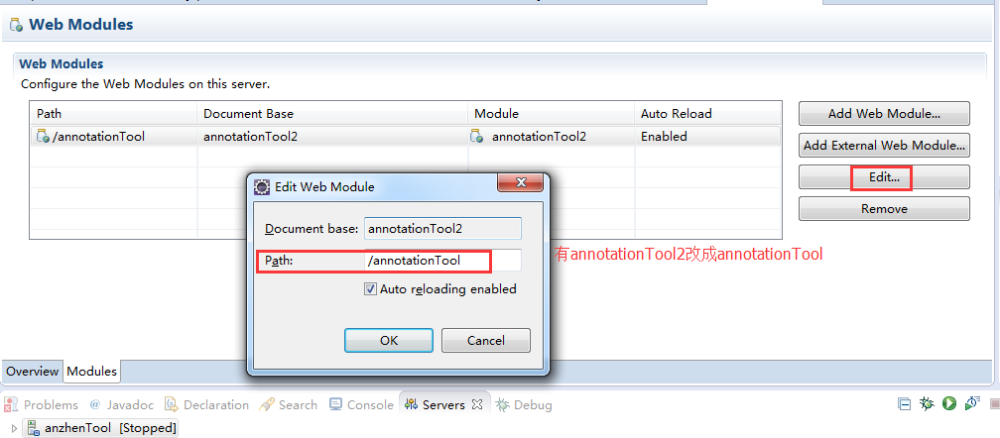 Web Modules
Web Modules
Configure the Web Modules on this server.
Path Document Base Module Auto Reload
/annotationTool annotationTool2 annotationTool2 Enabled
Add Web Module...
Add External Web Module...
Edit...
Remove
Edit Web Module
Document base: annotationTool2
Path: /annotationTool
Auto reloading enabled
OK Cancel
有annotationTool2改成annotationTool
Overview Modules
Problems @ Javadoc Declaration Search Console Servers Debug
anzhenTool [Stopped]